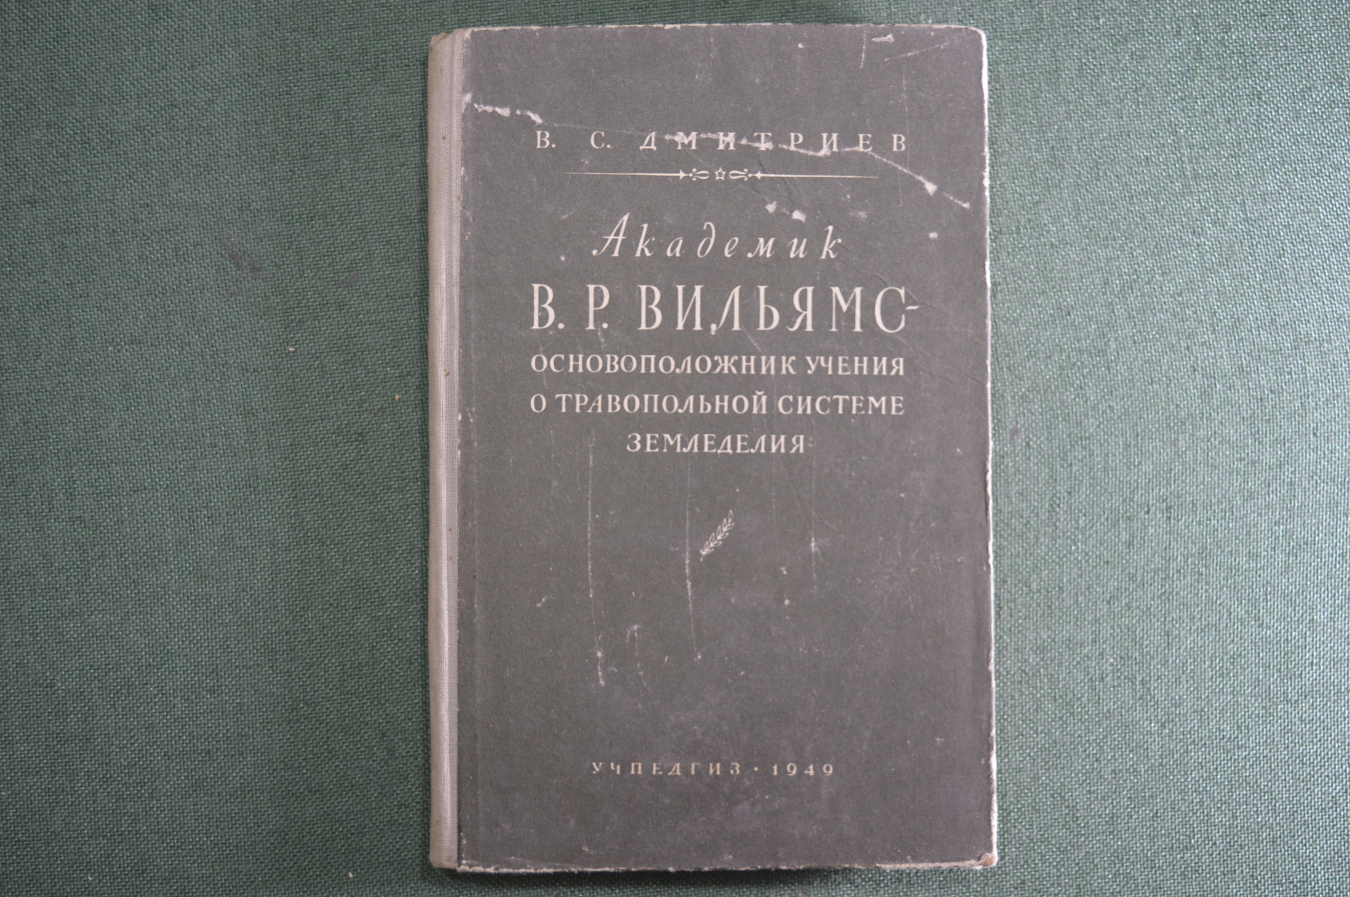 В. С. ДМИТРИЕВ
Академик
В. Р. ВИЛЬЯМС-
ОСНОВОПОЛОЖНИК УЧЕНИЯ
О ТРАВОПОЛЬНОЙ СИСТЕМЕ
ЗЕМЛЕДЕЛИЯ
УЧПЕДГИЗ · 1949